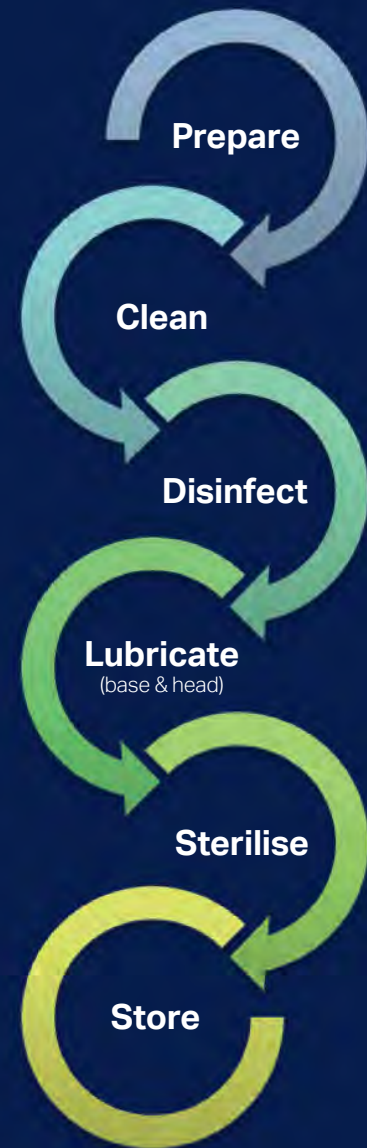 Prepare
Clean
Disinfect
Lubricate
(base & head)
Sterilise
Store